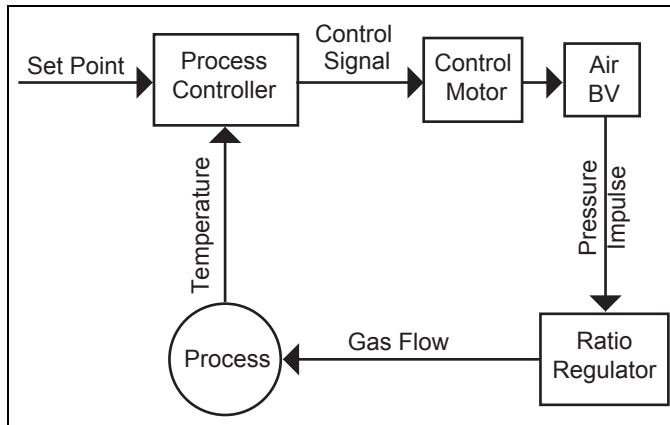 Set Point
Process
Controller
Control
Signal
Control
Motor
Air
BV
Pressure
Impulse
Temperature
Process
Gas Flow
Ratio
Regulator